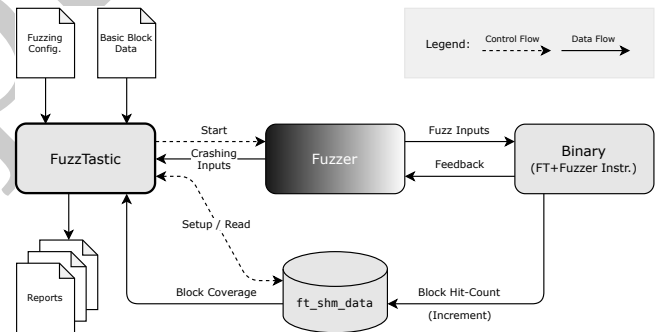 Fuzzing
Config.
Basic Block
Data
Legend:
Control Flow
Data Flow
FuzzTastic
Start
Crashing
Inputs
Fuzzer
Fuzz Inputs
Feedback
Binary
(FT+Fuzzer Instr.)
Setup / Read
Reports
Block Coverage
ft_shm_data
Block Hit-Count
(Increment)